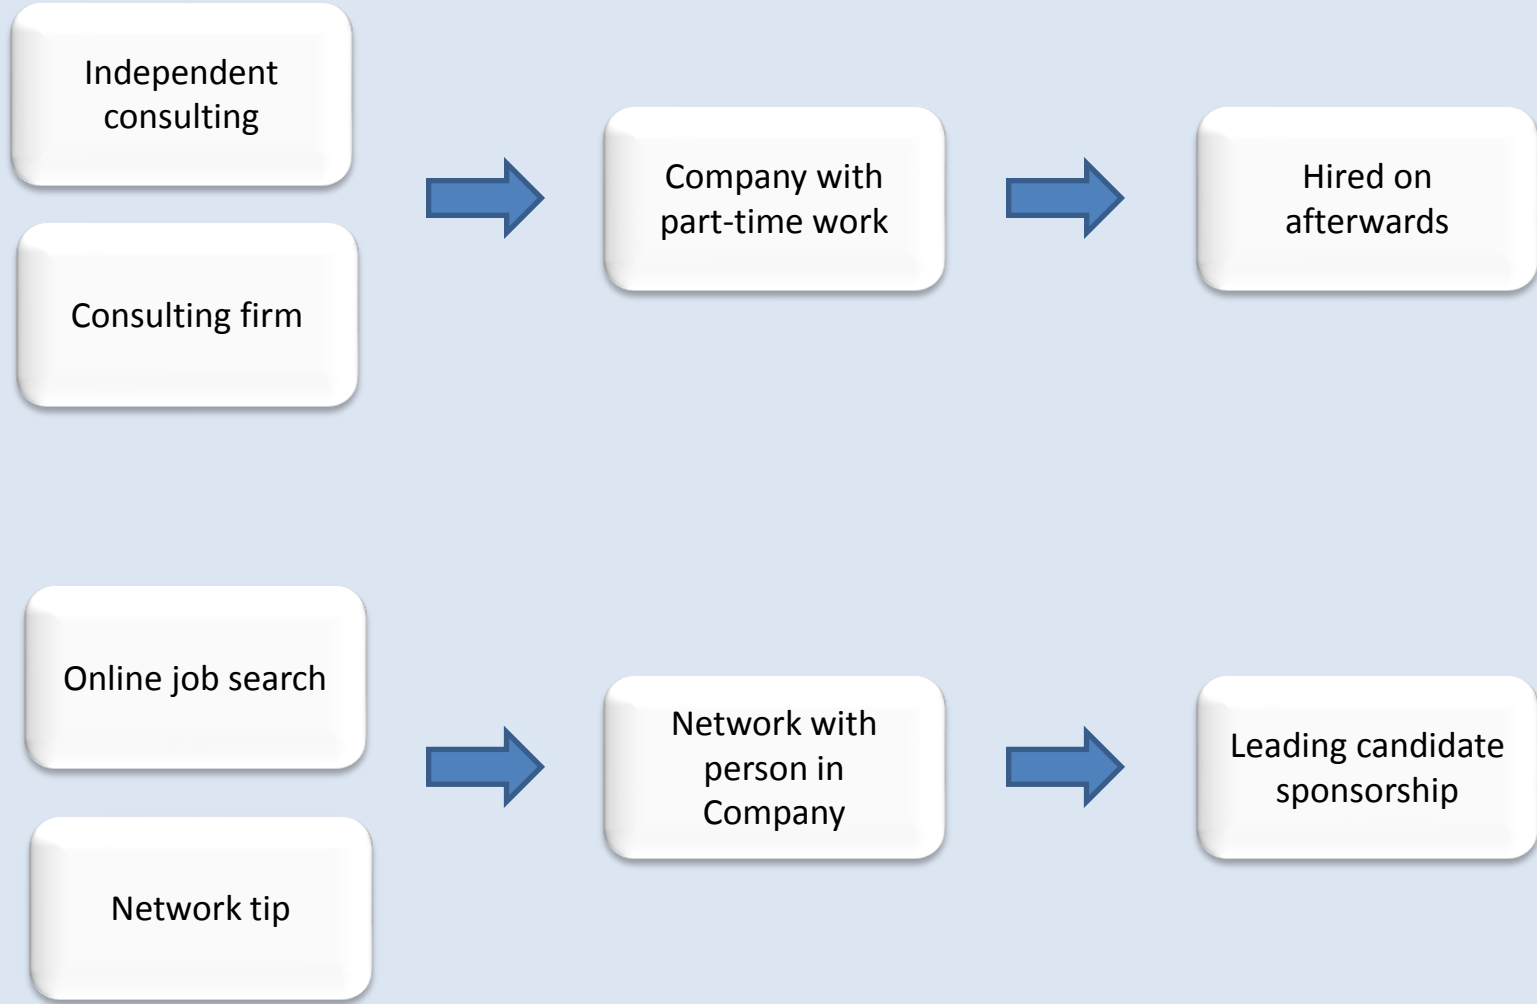 Independent
consulting
Consulting firm
Company with
part-time work
Hired on
afterwards
Online job search
Network tip
Network with
person in
Company
Leading candidate
sponsorship